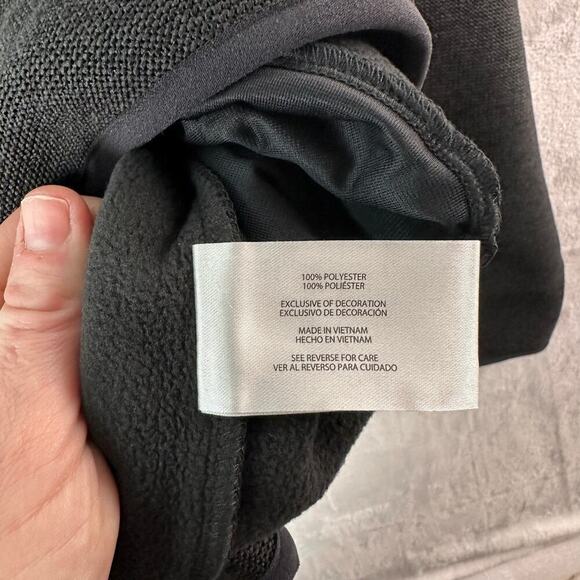 100% POLYESTER
100% POLIÉSTER
EXCLUSIVE OF DECORATION
EXCLUSIVO DE DECORACIÓN
MADE IN VIETNAM
HECHO EN VIETNAM
SEE REVERSE FOR CARE
VER AL REVERSO PARA CUIDADO